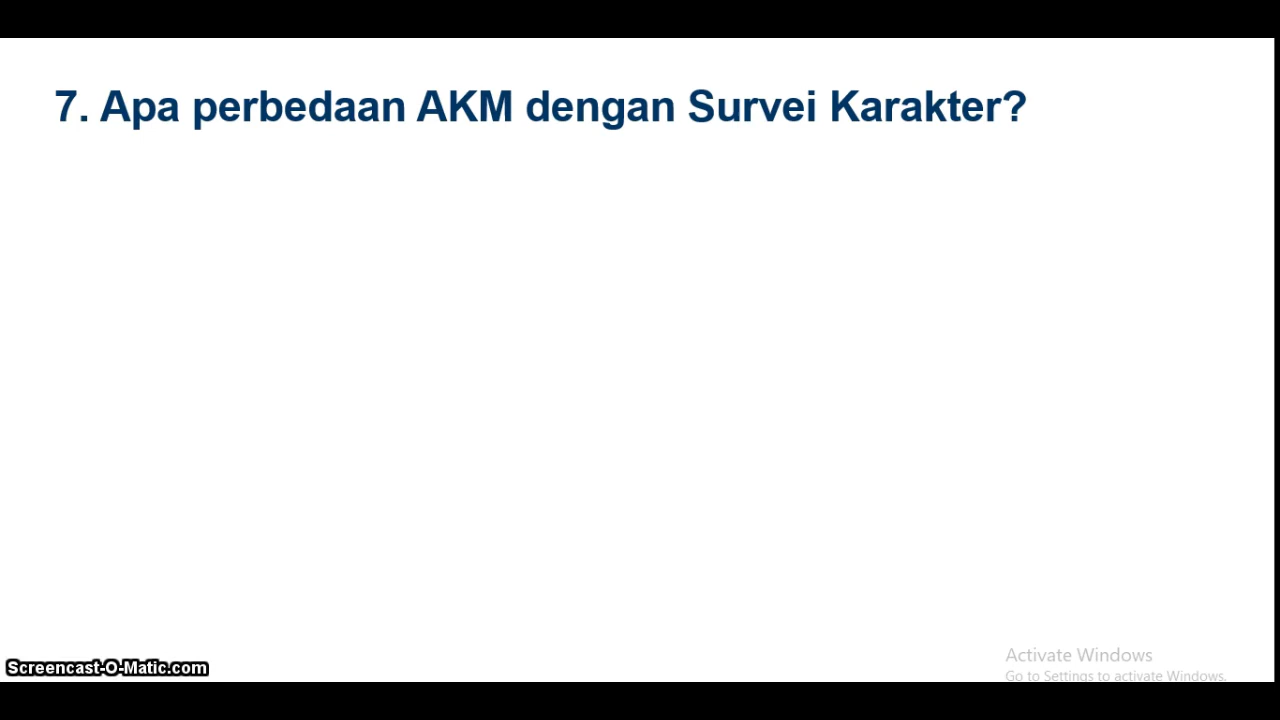 7. Apa perbedaan AKM dengan Survei Karakter?
Activate Windows
Go to Settings to activate Windows.
Screencast-O-Matic.com